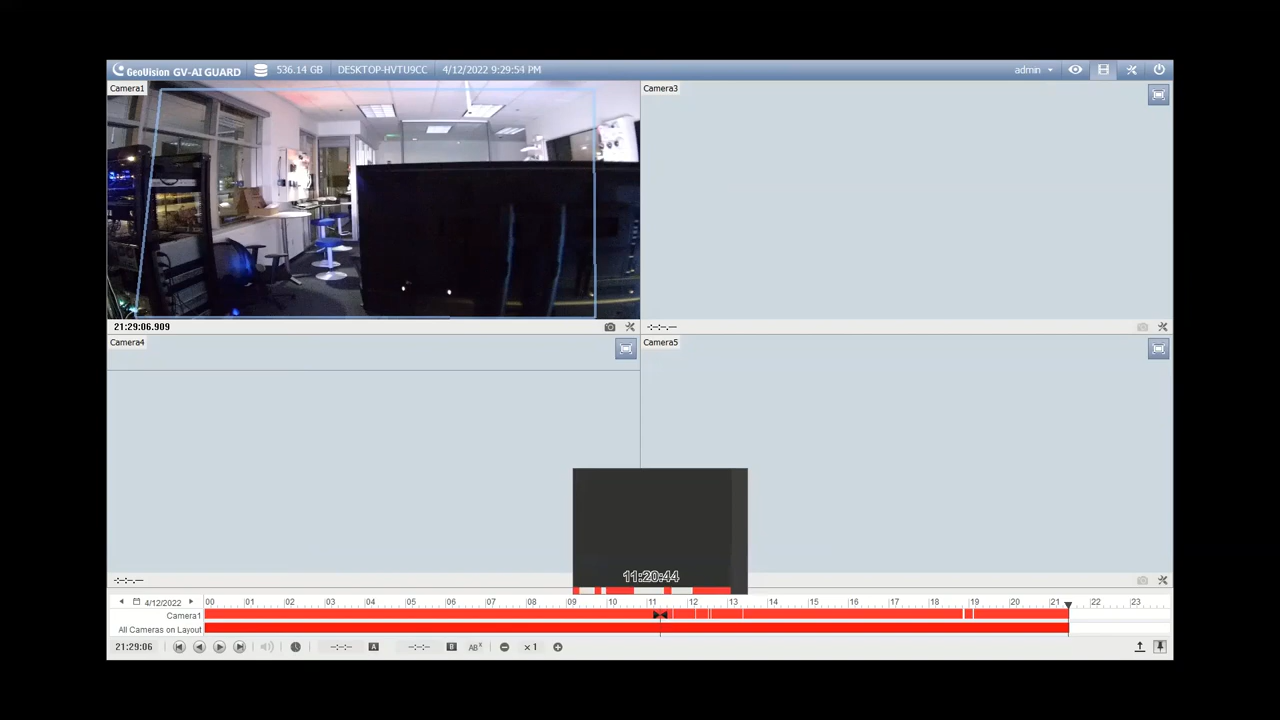 GeoVision GV-AI GUARD 536.14 GB DESKTOP-HVTU9CC 4/12/2022 9:29:54 PM admin
Camera1 Camera3
21:29:06.909 -:--:--.---
Camera4 Camera5
-:--:--.---
11:20:44
4/12/2022 00 01 02 03 04 05 06 07 08 09 10 11 12 13 14 15 16 17 18 19 20 21 22 23
Camera1
All Cameras on Layout
21:29:06 --:--:-- A --:--:-- B AB× × 1